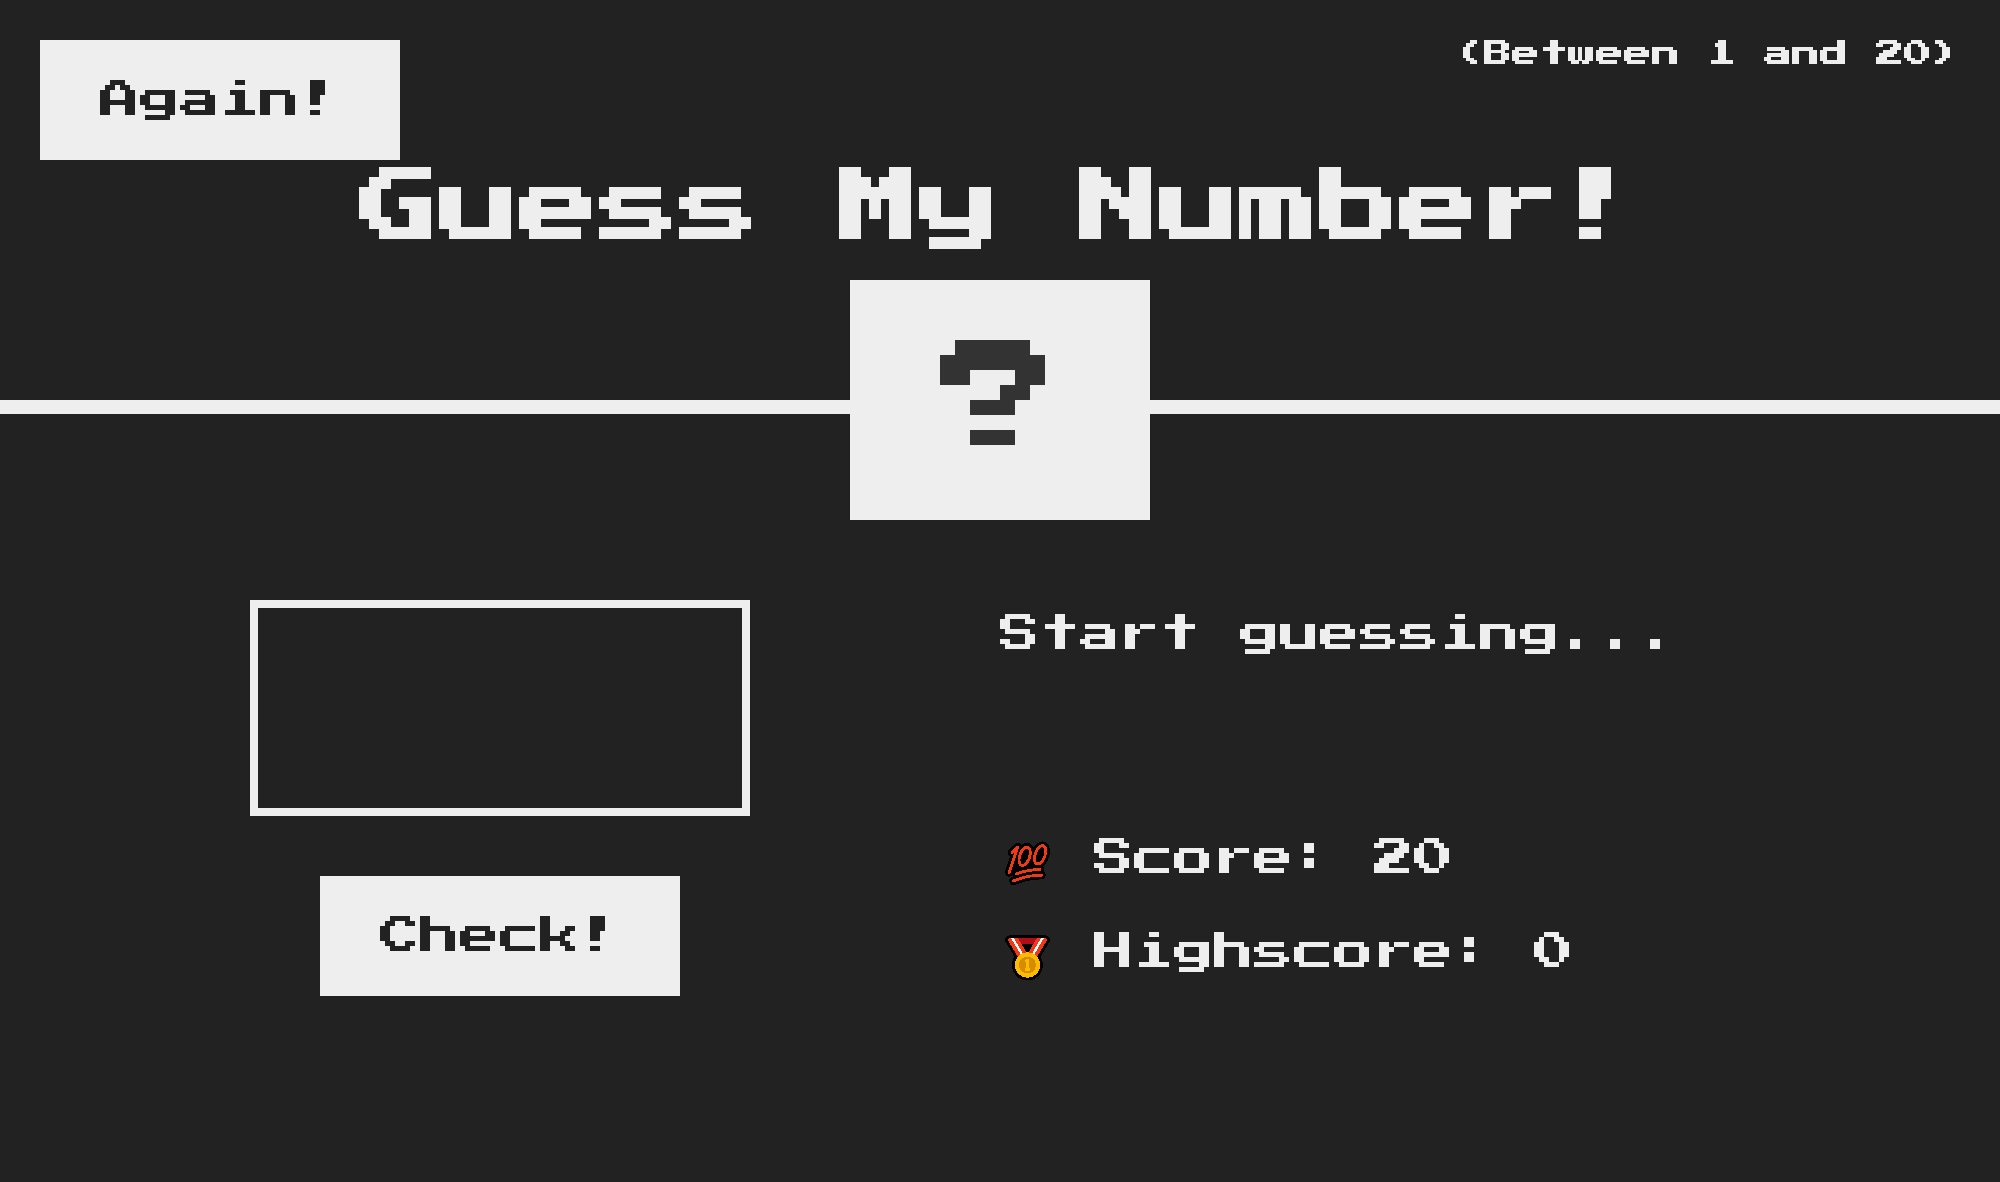 Again!
(Between 1 and 20)
Guess My Number!
?
Start guessing...
Check!
💯 Score: 20
🥇 Highscore: 0